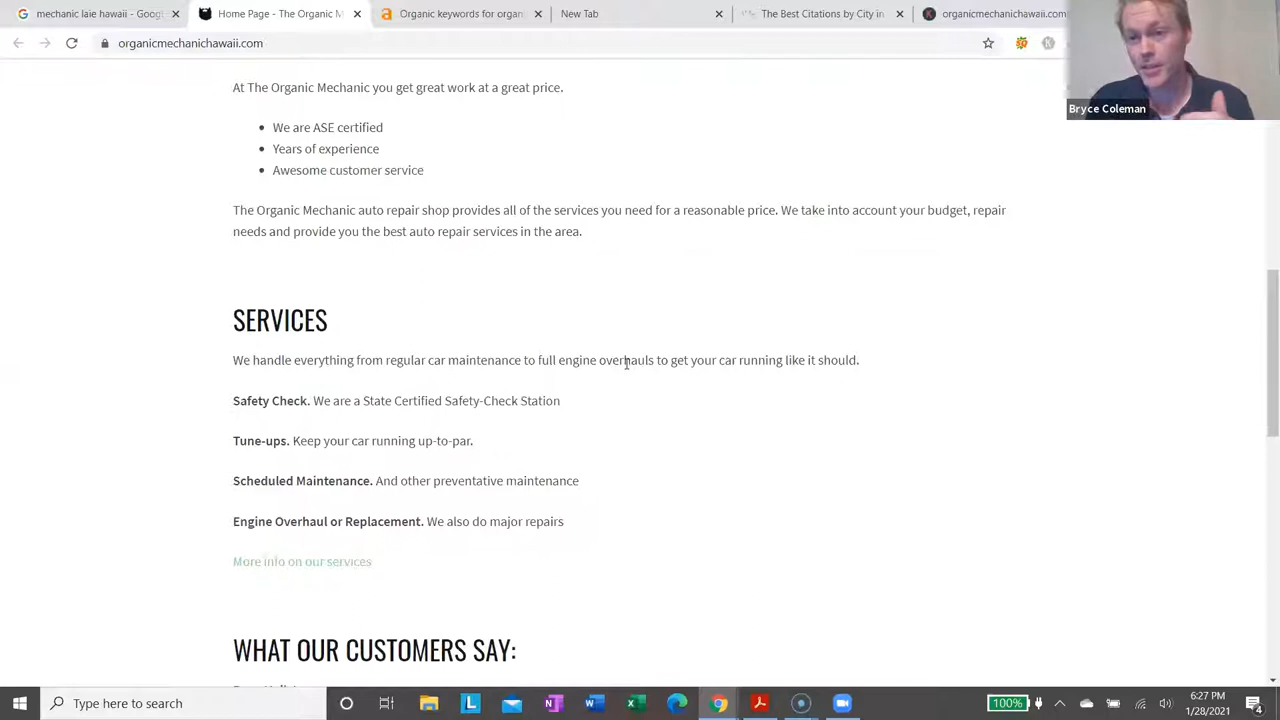 mechanic laie hawaii - Google
Home Page - The Organic M
Organic keywords for organ
New Tab
The Best Citations by City in
organicmechanichawaii.com
organicmechanichawaii.com
Bryce Coleman
At The Organic Mechanic you get great work at a great price.
• We are ASE certified
• Years of experience
• Awesome customer service
The Organic Mechanic auto repair shop provides all of the services you need for a reasonable price. We take into account your budget, repair
needs and provide you the best auto repair services in the area.
SERVICES
We handle everything from regular car maintenance to full engine overhauls to get your car running like it should.
Safety Check. We are a State Certified Safety-Check Station
Tune-ups. Keep your car running up-to-par.
Scheduled Maintenance. And other preventative maintenance
Engine Overhaul or Replacement. We also do major repairs
More info on our services
WHAT OUR CUSTOMERS SAY:
Type here to search
100%
6:27 PM
1/28/2021
4